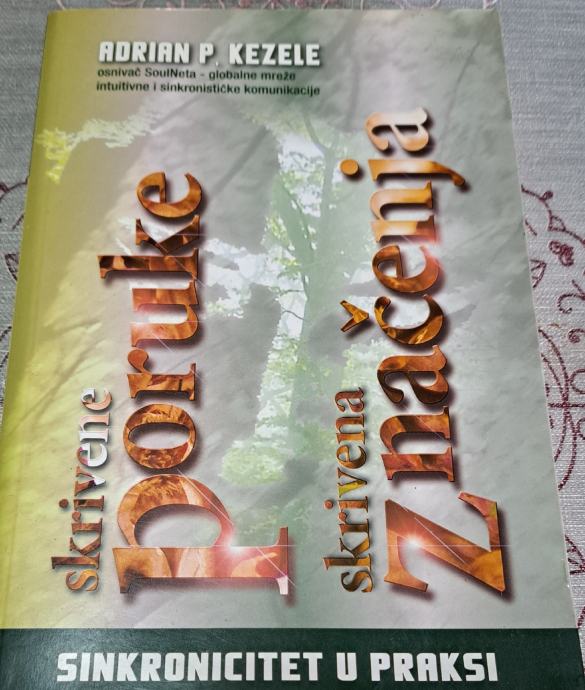 ADRIAN P. KEZELE
osnivač SoulNeta - globalne mreže
intuitivne i sinkronističke komunikacije
skrivene
poruke
skrivena
značenja
SINKRONICITET U PRAKSI